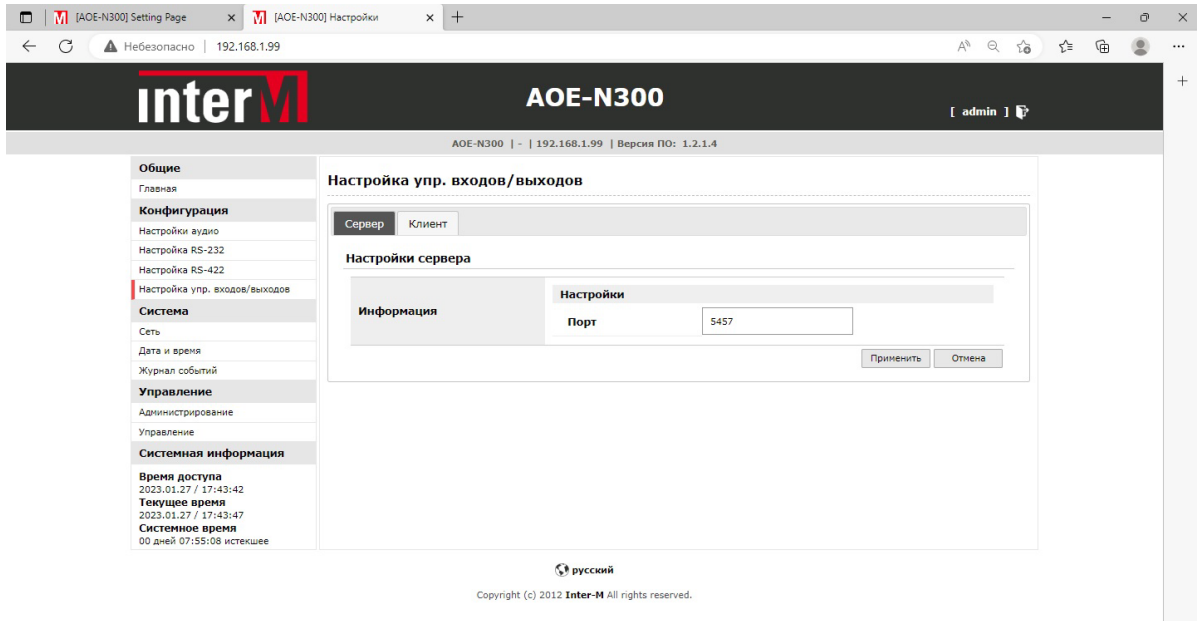 [AOE-N300] Setting Page
[AOE-N300] Настройки
Небезопасно | 192.168.1.99
interM
AOE-N300
[ admin ]
AOE-N300 | - | 192.168.1.99 | Версия ПО: 1.2.1.4
Общие
Главная
Конфигурация
Настройки аудио
Настройка RS-232
Настройка RS-422
Настройка упр. входов/выходов
Система
Сеть
Дата и время
Журнал событий
Управление
Администрирование
Управление
Системная информация
Время доступа
2023.01.27 / 17:43:42
Текущее время
2023.01.27 / 17:43:47
Системное время
00 дней 07:55:08 истекшее
Настройка упр. входов/выходов
Сервер Клиент
Настройки сервера
Информация
Настройки
Порт 5457
Применить Отмена
русский
Copyright (c) 2012 Inter-M All rights reserved.